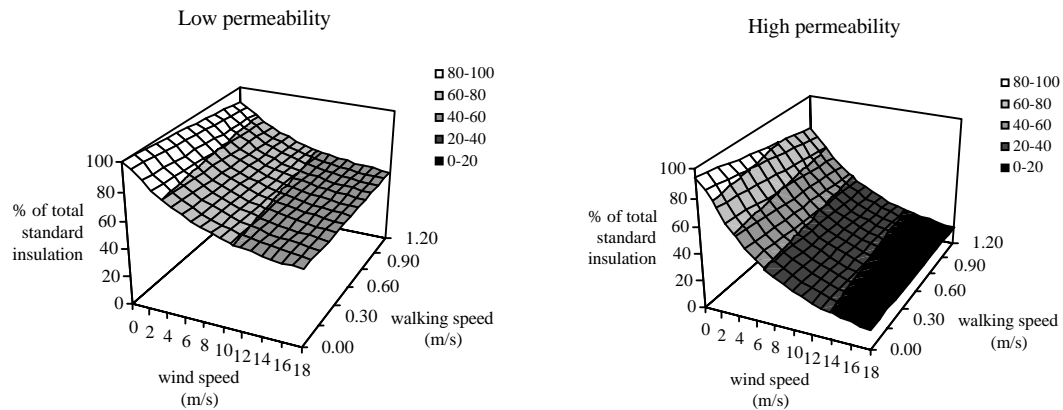 Low permeability
80-100
60-80
40-60
20-40
0-20
100
80
60
40
20
0
% of total
standard
insulation
0 2 4 6 8 10 12 14 16 18
wind speed
(m/s)
0.00
0.30
0.60
0.90
1.20
walking speed
(m/s)
High permeability
80-100
60-80
40-60
20-40
0-20
100
80
60
40
20
0
% of total
standard
insulation
0 2 4 6 8 10 12 14 16 18
wind speed
(m/s)
0.00
0.30
0.60
0.90
1.20
walking speed
(m/s)